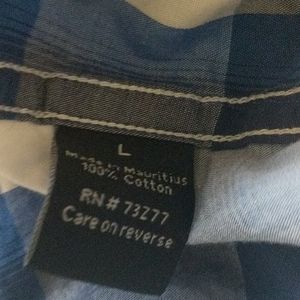 L
Made in Mauritius
100% Cotton
RN# 73277
Care on reverse